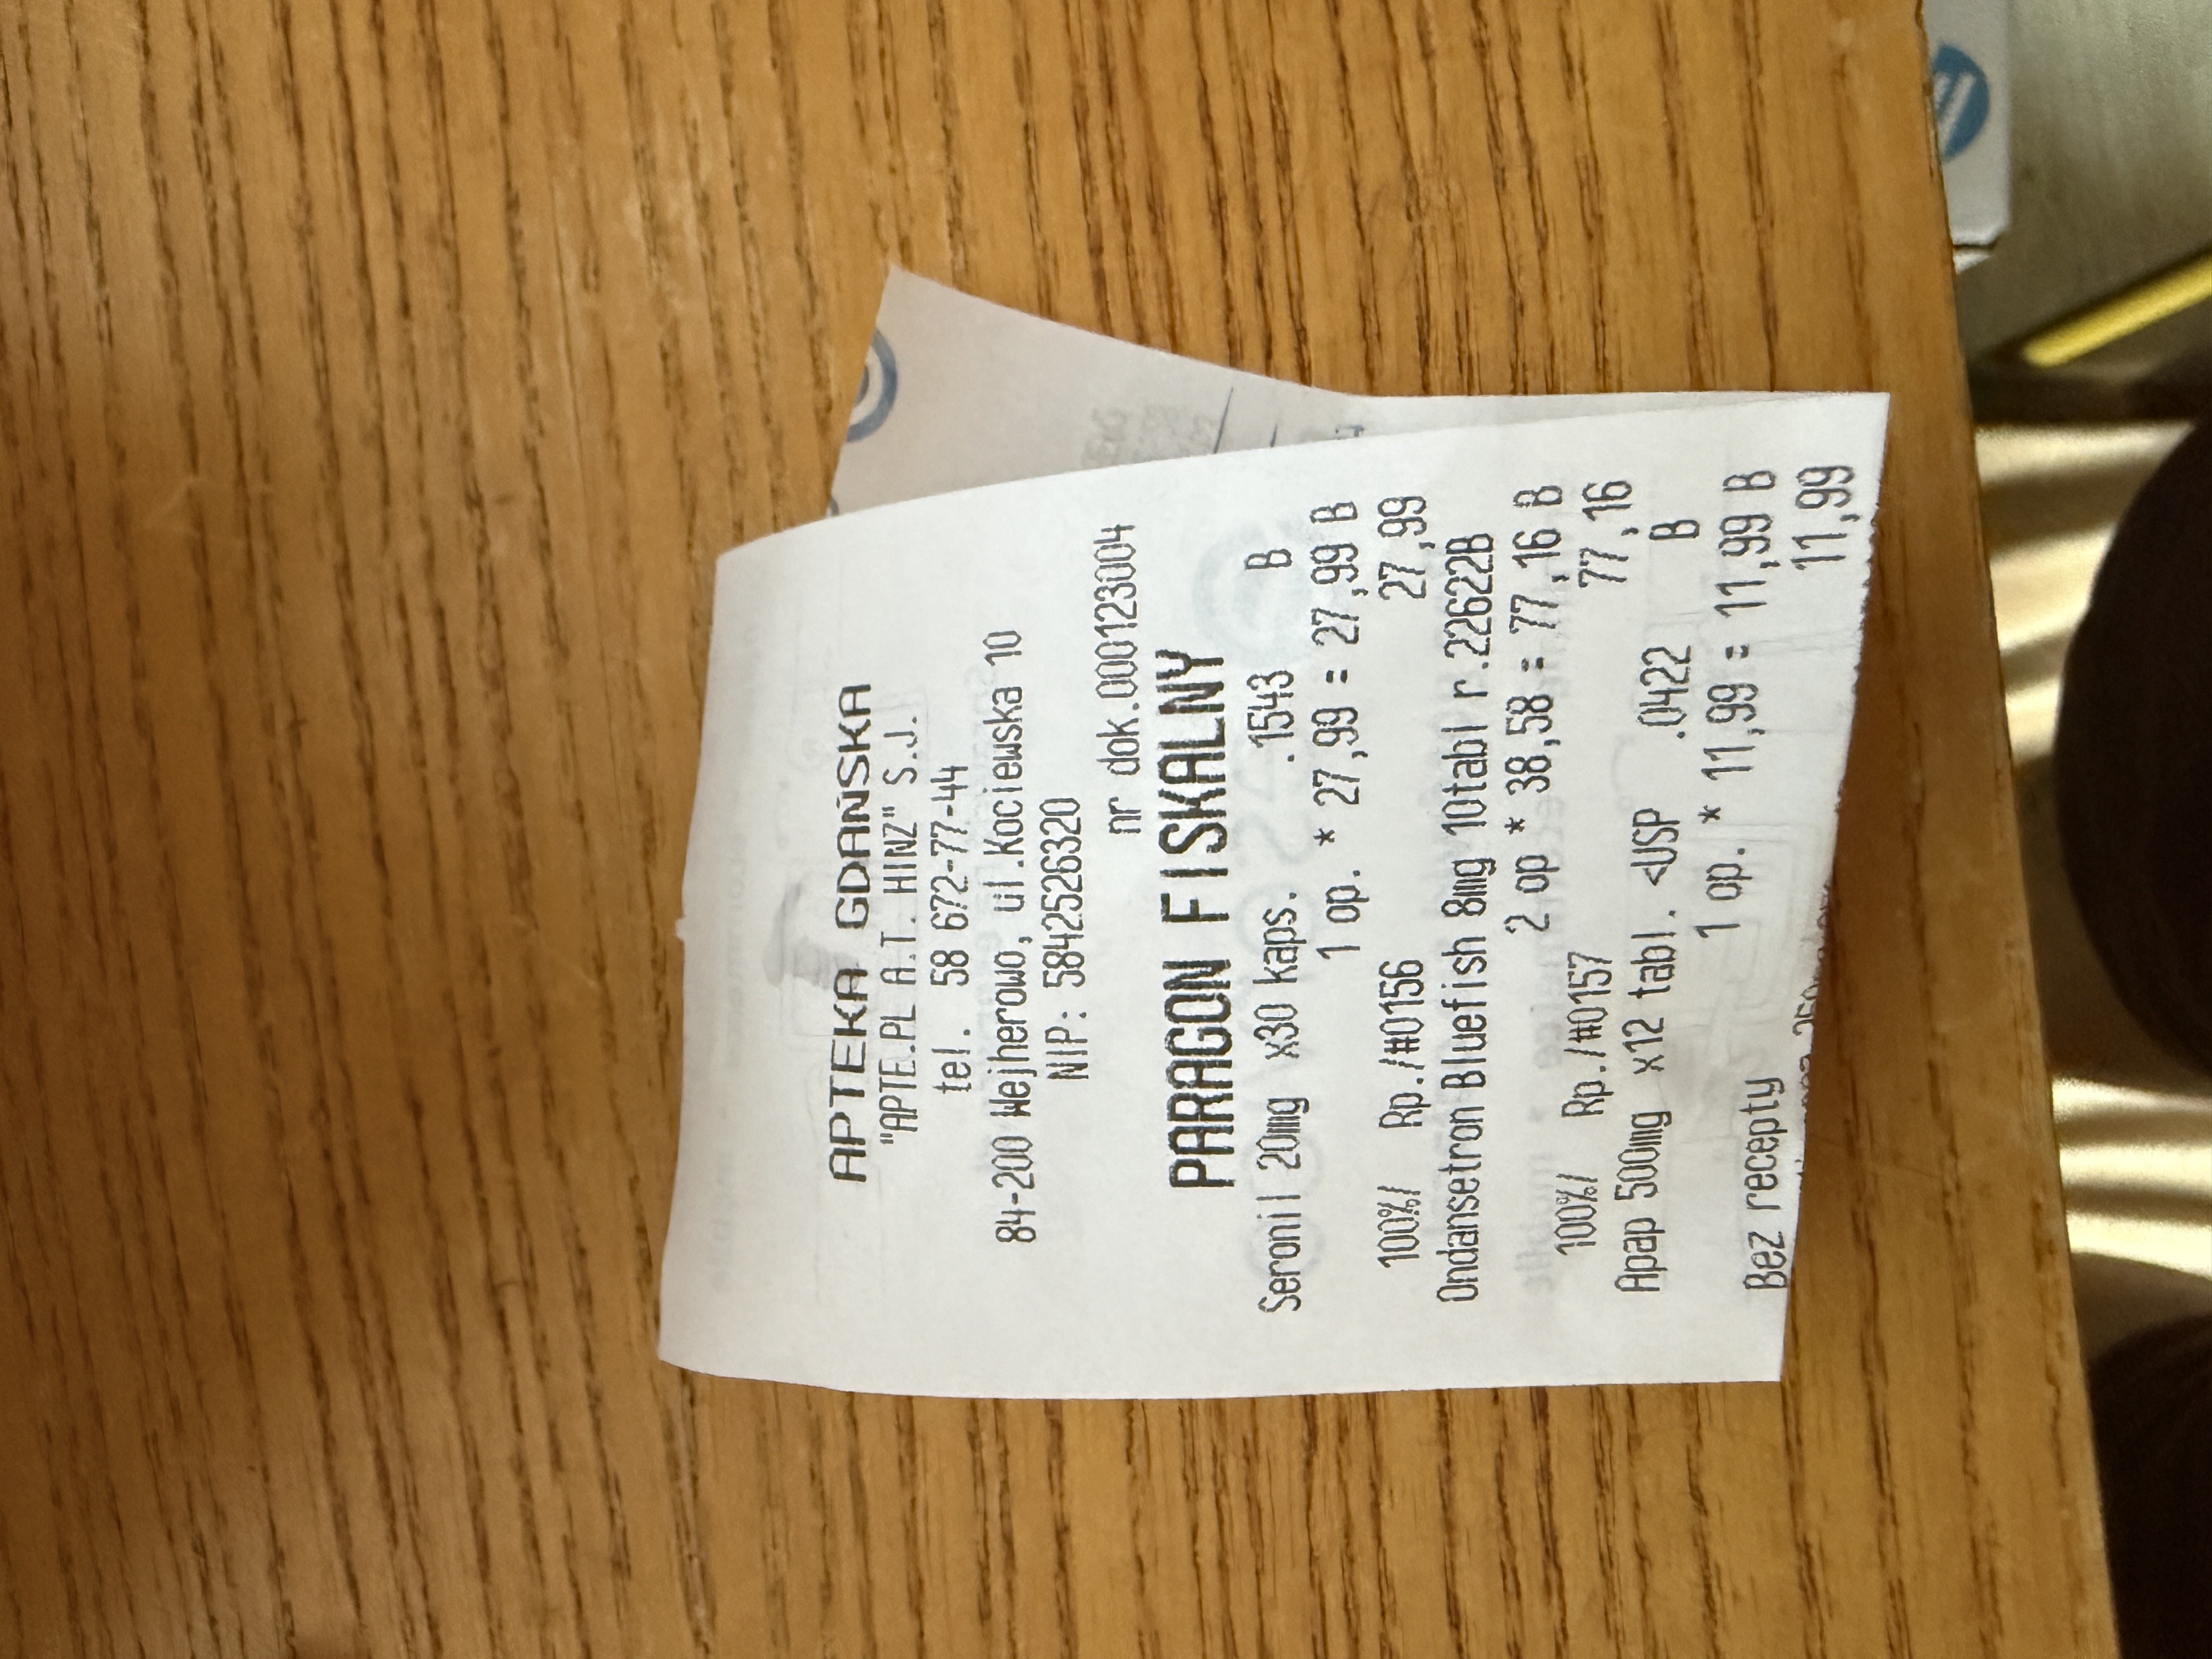 APTEKA GDAŃSKA
"APTE.PL A.T. HINZ" S.J.
tel. 58 672-77-44
84-200 Wejherowo, ul.Kociewska 10
NIP: 5842526320
nr dok.000123004
PARAGON FISKALNY
Seronil 20mg x30 kaps. .1543 B
1 op. * 27,99 = 27,99 B
100%/ Rp./#0156 27,99
Ondansetron Bluefish 8mg 10tabl r.22622B
2 op * 38,58 = 77,16 B
100%/ Rp./#0157 77,16
Apap 500mg x12 tabl. <USP .0422 B
1 op. * 11,99 = 11,99 B
Bez recepty 11,99